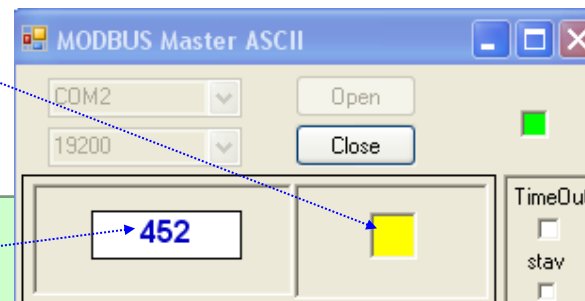 MODBUS Master ASCII
COM2
Open
19200
Close
452
TimeOu
stav